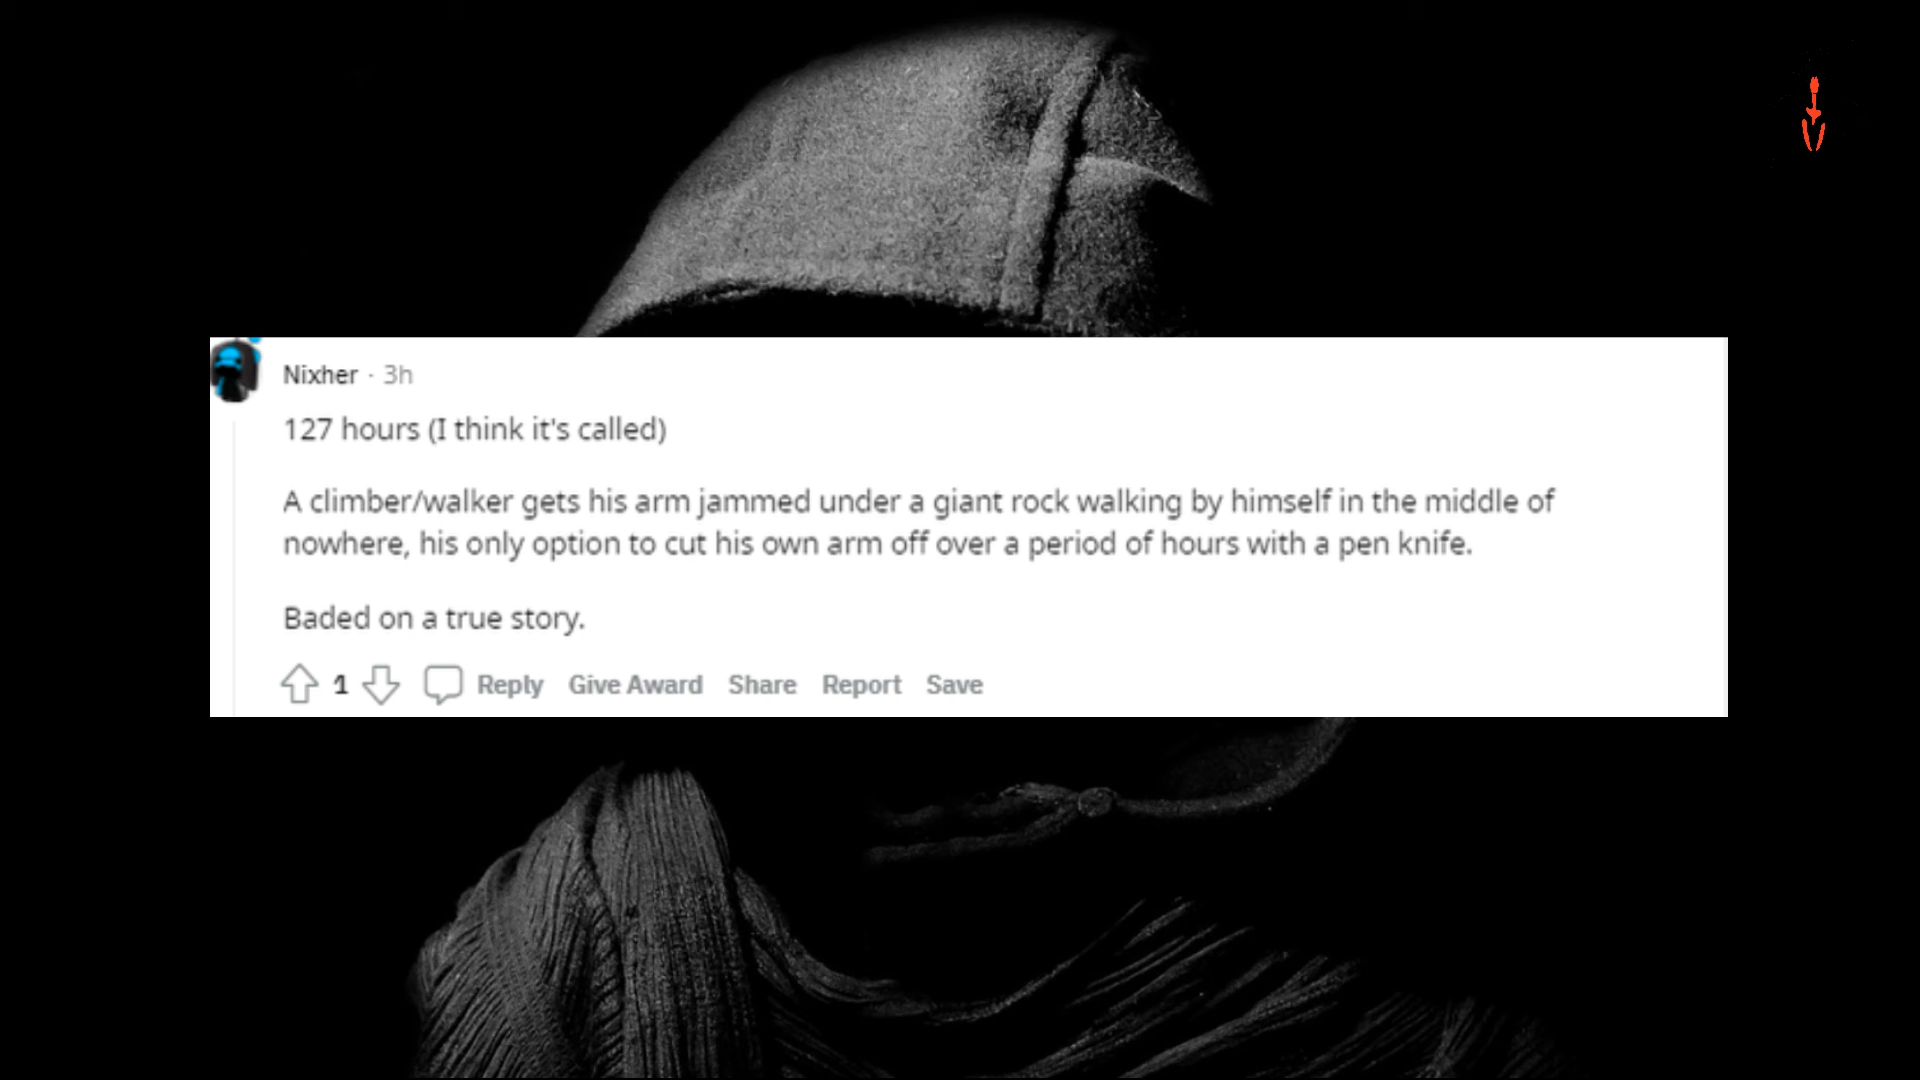 Nixher · 3h
127 hours (I think it's called)
A climber/walker gets his arm jammed under a giant rock walking by himself in the middle of
nowhere, his only option to cut his own arm off over a period of hours with a pen knife.
Baded on a true story.
1 Reply Give Award Share Report Save